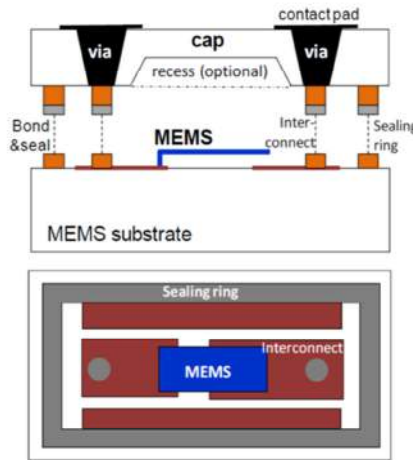 contact pad
via
cap
via
recess (optional)
Bond
&seal
MEMS
Inter-
connect
Sealing
ring
MEMS substrate
Sealing ring
Interconnect
MEMS